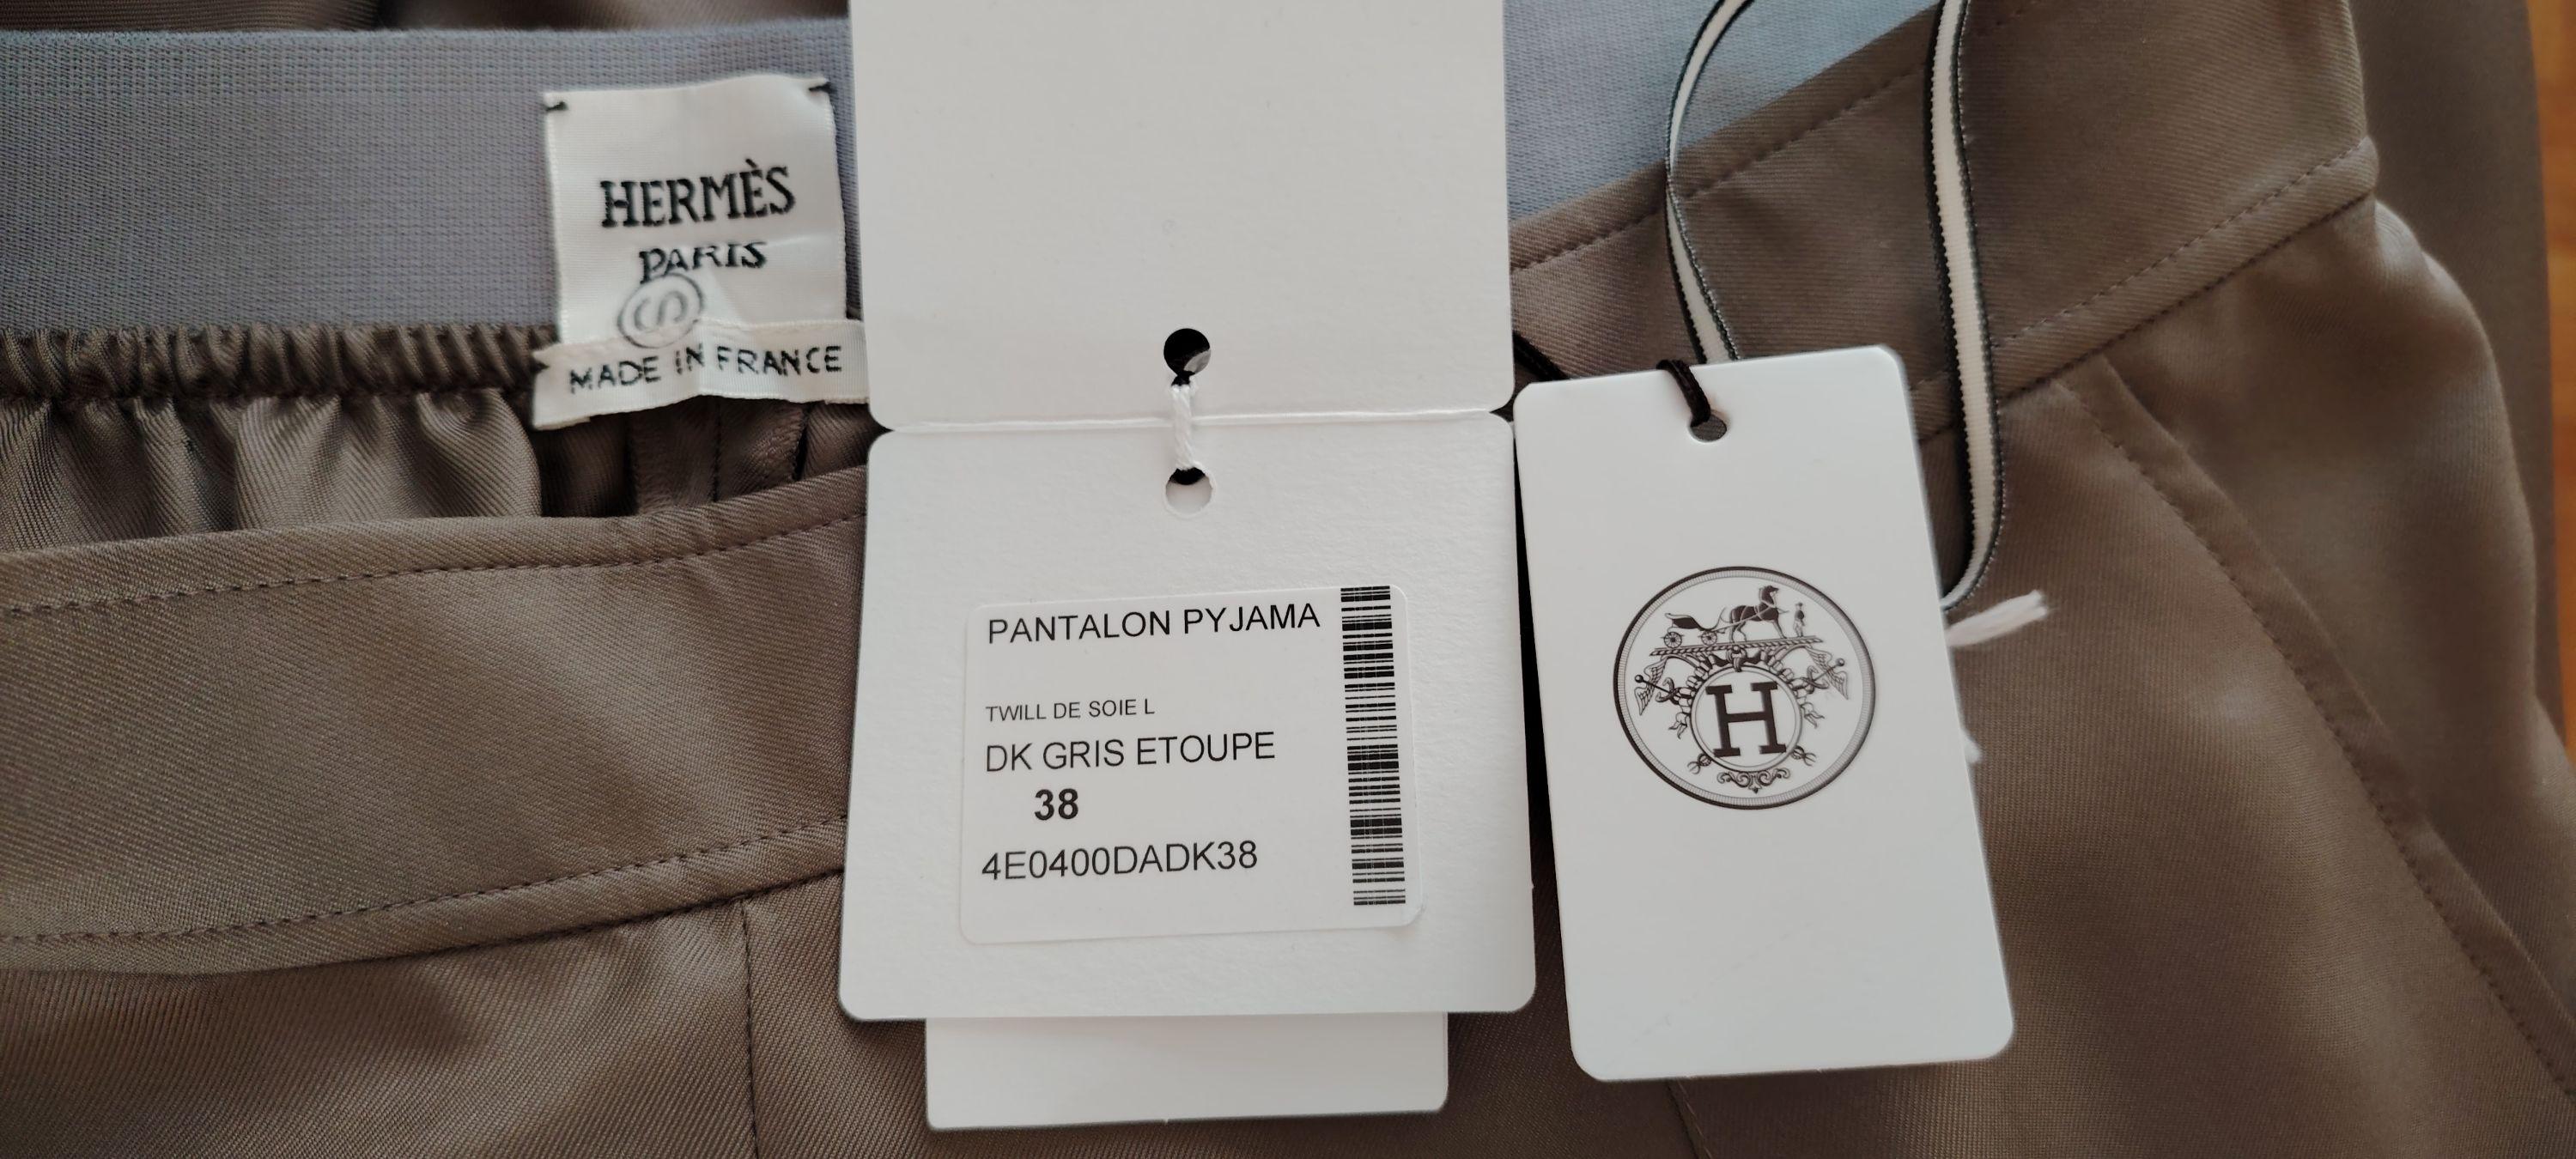 HERMÈS
PARIS
S
MADE IN FRANCE
PANTALON PYJAMA
TWILL DE SOIE L
DK GRIS ETOUPE
38
4E0400DADK38
H